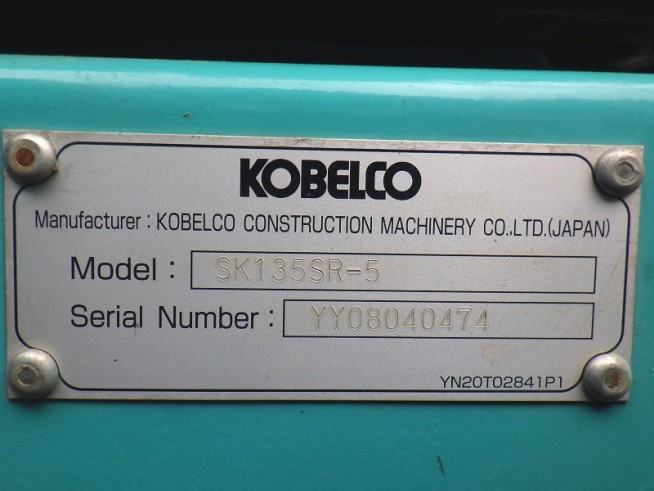 KOBELCO
Manufacturer : KOBELCO CONSTRUCTION MACHINERY CO.,LTD.(JAPAN)
Model : SK135SR-5
Serial Number : YY08040474
YN20T02841P1